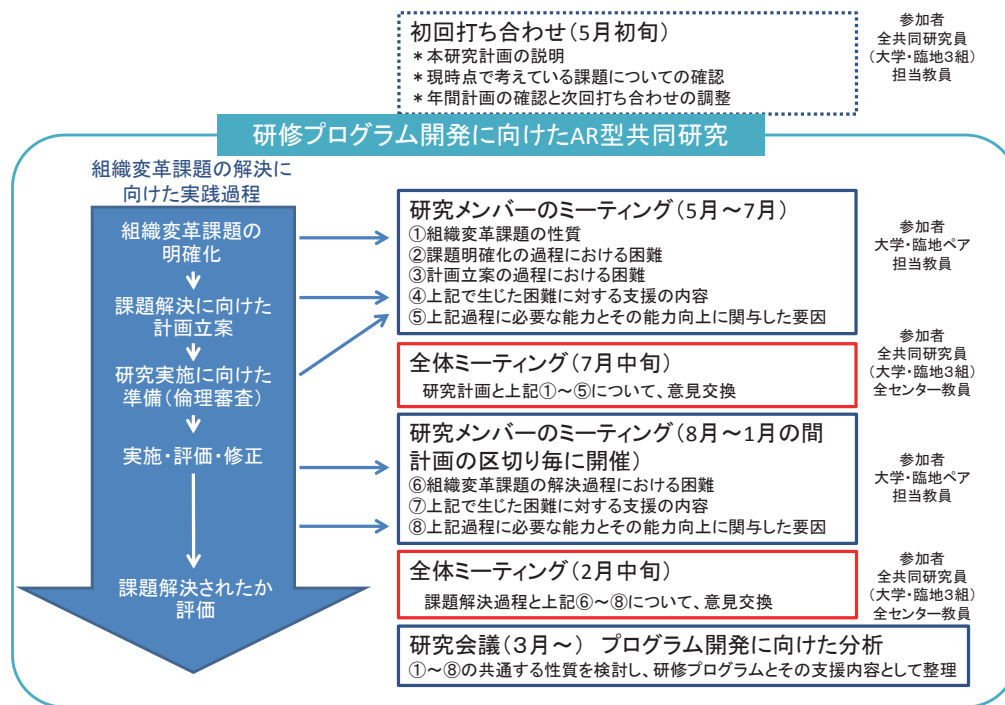 初回打ち合わせ(5月初旬)
＊本研究計画の説明
＊現時点で考えている課題についての確認
＊年間計画の確認と次回打ち合わせの調整
参加者
全共同研究員
(大学・臨地3組)
担当教員
研修プログラム開発に向けたAR型共同研究
組織変革課題の解決に
向けた実践過程
組織変革課題の
明確化
課題解決に向けた
計画立案
研究実施に向けた
準備(倫理審査)
実施・評価・修正
課題解決されたか
評価
研究メンバーのミーティング(5月～7月)
①組織変革課題の性質
②課題明確化の過程における困難
③計画立案の過程における困難
④上記で生じた困難に対する支援の内容
⑤上記過程に必要な能力とその能力向上に関与した要因
参加者
大学・臨地ペア
担当教員
全体ミーティング(7月中旬)
研究計画と上記①～⑤について、意見交換
参加者
全共同研究員
(大学・臨地3組)
全センター教員
研究メンバーのミーティング(8月～1月の間
計画の区切り毎に開催)
⑥組織変革課題の解決過程における困難
⑦上記で生じた困難に対する支援の内容
⑧上記過程に必要な能力とその能力向上に関与した要因
参加者
大学・臨地ペア
担当教員
全体ミーティング(2月中旬)
課題解決過程と上記⑥～⑧について、意見交換
参加者
全共同研究員
(大学・臨地3組)
全センター教員
研究会議(3月～) プログラム開発に向けた分析
①～⑧の共通する性質を検討し、研修プログラムとその支援内容として整理